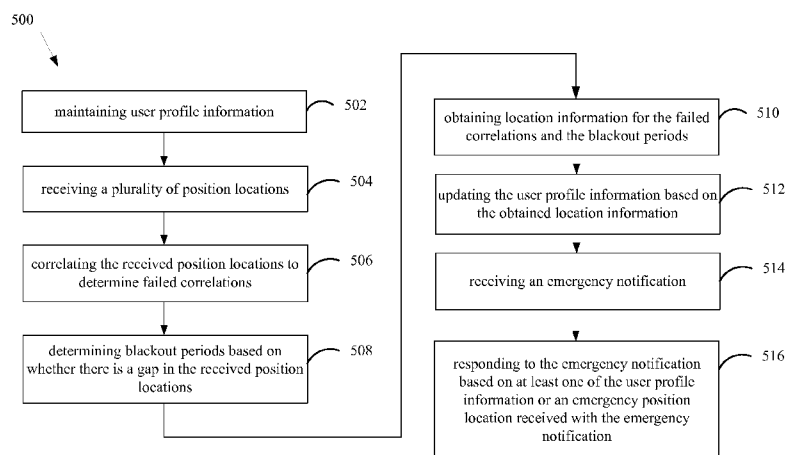 500
maintaining user profile information
502
receiving a plurality of position locations
504
correlating the received position locations to
determine failed correlations
506
determining blackout periods based on
whether there is a gap in the received position
locations
508
obtaining location information for the failed
correlations and the blackout periods
510
updating the user profile information based on
the obtained location information
512
receiving an emergency notification
514
responding to the emergency notification
based on at least one of the user profile
information or an emergency position
location received with the emergency
notification
516